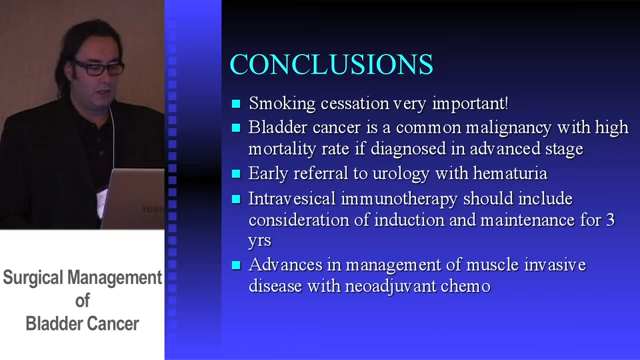 CONCLUSIONS
Smoking cessation very important!
Bladder cancer is a common malignancy with high
mortality rate if diagnosed in advanced stage
Early referral to urology with hematuria
Intravesical immunotherapy should include
consideration of induction and maintenance for 3
yrs
Advances in management of muscle invasive
disease with neoadjuvant chemo
TOSHIBA
Surgical Management
of
Bladder Cancer